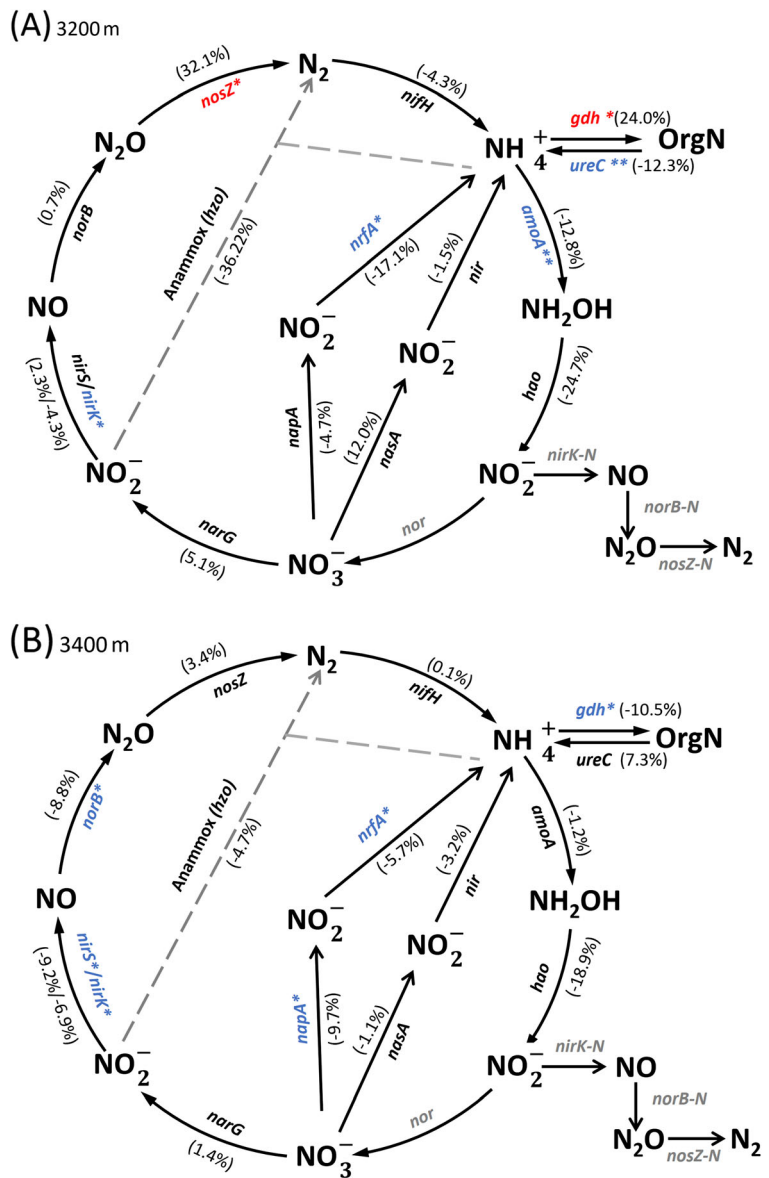 (A) 3200 m
N₂
(32.1%)
nosZ*
(-4.3%)
nifH
N₂O
NH₄⁺
gdh * (24.0%)
OrgN
ureC ** (-12.3%)
(0.7%)
norB
Anammox (hzo)
(-36.22%)
nrfA*
(-17.1%)
(-1.5%)
nir
amoA**
(-12.8%)
NO
NO₂⁻
NO₂⁻
NH₂OH
nirS/nirK*
(2.3%/-4.3%)
napA
(-4.7%)
(12.0%)
nasA
hao
(-24.7%)
NO₂⁻
NO₂⁻
nirK-N
NO
narG
(5.1%)
nor
norB-N
NO₃⁻
N₂O
N₂
nosZ-N
(B) 3400 m
N₂
(3.4%)
nosZ
(0.1%)
nifH
N₂O
NH₄⁺
gdh* (-10.5%)
OrgN
ureC (7.3%)
(-8.8%)
norB*
Anammox (hzo)
(-4.7%)
nrfA*
(-5.7%)
(-3.2%)
nir
amoA
(-1.2%)
NO
NO₂⁻
NO₂⁻
NH₂OH
nirS*/nirK*
(-9.2%/-6.9%)
napA*
(-9.7%)
(-1.1%)
nasA
hao
(-18.9%)
NO₂⁻
NO₂⁻
nirK-N
NO
narG
(1.4%)
nor
norB-N
NO₃⁻
N₂O
N₂
nosZ-N